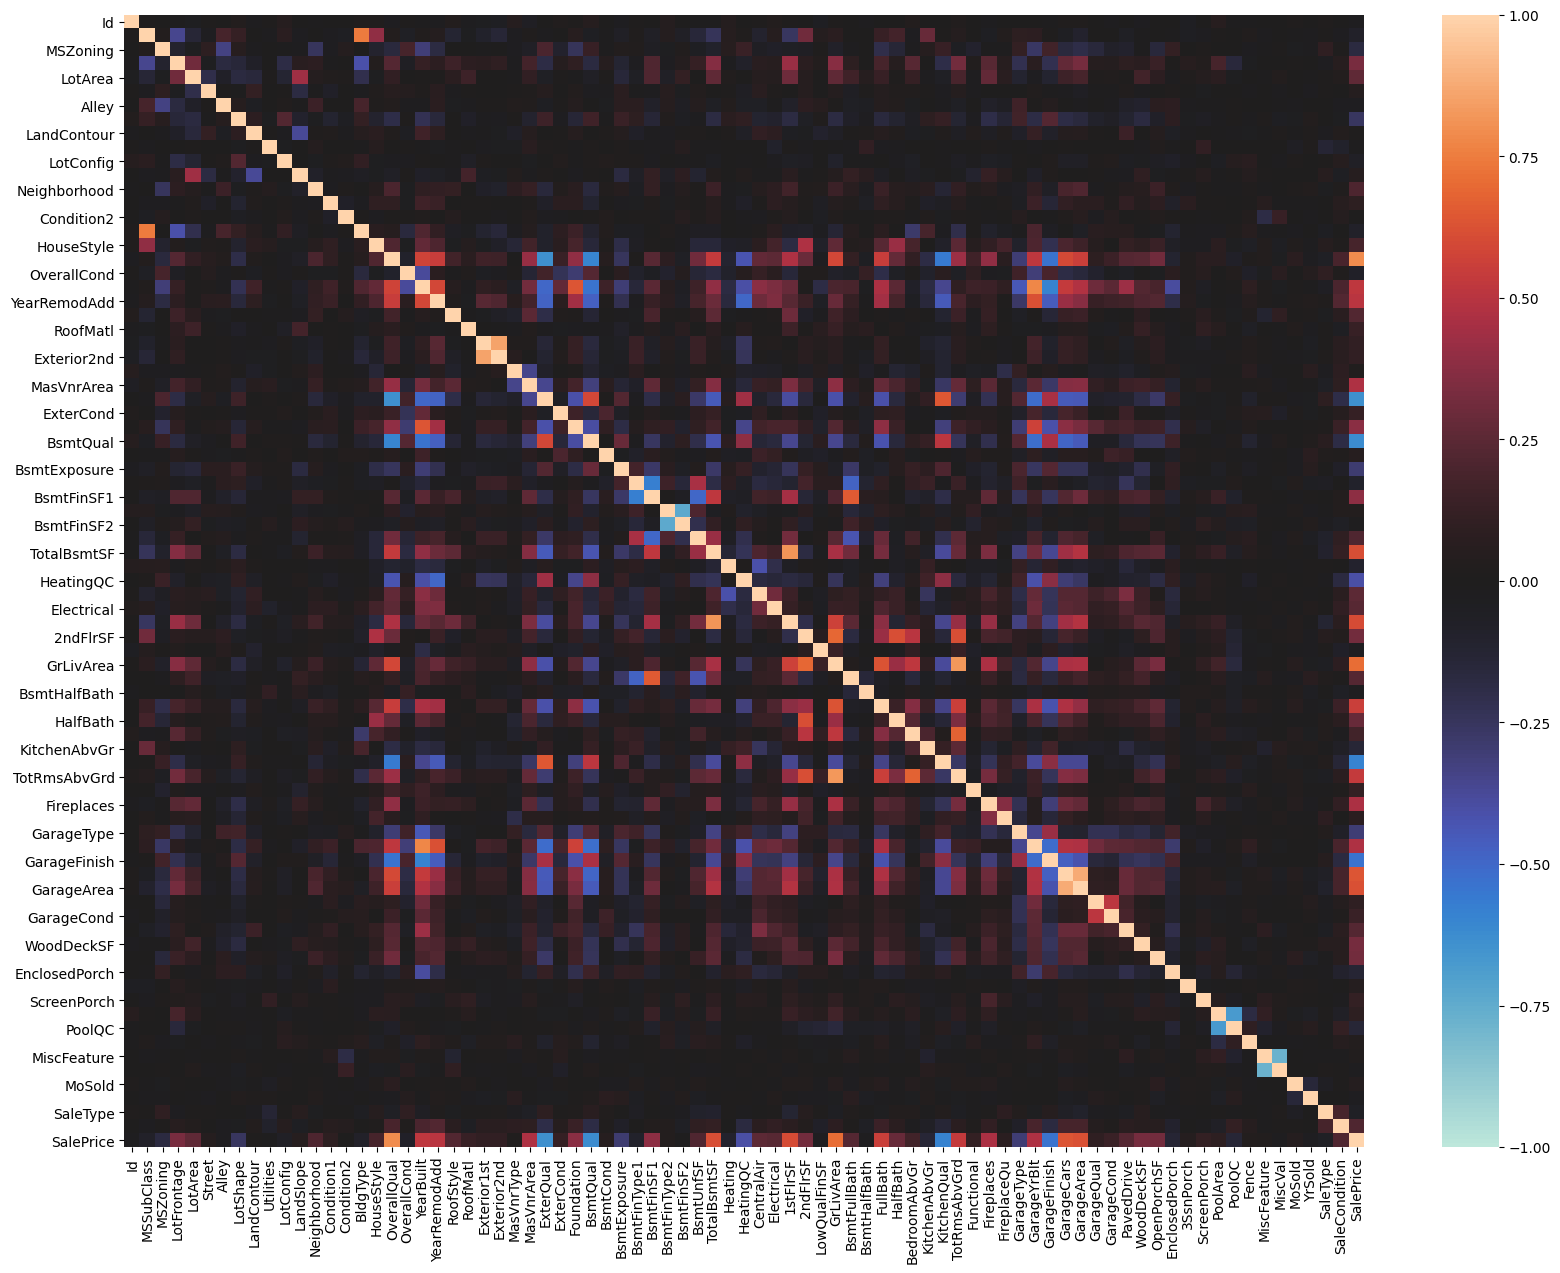 Id
MSZoning
LotArea
Alley
LandContour
LotConfig
Neighborhood
Condition2
HouseStyle
OverallCond
YearRemodAdd
RoofMatl
Exterior2nd
MasVnrArea
ExterCond
BsmtQual
BsmtExposure
BsmtFinSF1
BsmtFinSF2
TotalBsmtSF
HeatingQC
Electrical
2ndFlrSF
GrLivArea
BsmtHalfBath
HalfBath
KitchenAbvGr
TotRmsAbvGrd
Fireplaces
GarageType
GarageFinish
GarageArea
GarageCond
WoodDeckSF
EnclosedPorch
ScreenPorch
PoolQC
MiscFeature
MoSold
SaleType
SalePrice
Id
MSSubClass
MSZoning
LotFrontage
LotArea
Street
Alley
LotShape
LandContour
Utilities
LotConfig
LandSlope
Neighborhood
Condition1
Condition2
BldgType
HouseStyle
OverallQual
OverallCond
YearBuilt
YearRemodAdd
RoofStyle
RoofMatl
Exterior1st
Exterior2nd
MasVnrType
MasVnrArea
ExterQual
ExterCond
Foundation
BsmtQual
BsmtCond
BsmtExposure
BsmtFinType1
BsmtFinSF1
BsmtFinType2
BsmtFinSF2
BsmtUnfSF
TotalBsmtSF
Heating
HeatingQC
CentralAir
Electrical
1stFlrSF
2ndFlrSF
LowQualFinSF
GrLivArea
BsmtFullBath
BsmtHalfBath
FullBath
HalfBath
BedroomAbvGr
KitchenAbvGr
KitchenQual
TotRmsAbvGrd
Functional
Fireplaces
FireplaceQu
GarageType
GarageYrBlt
GarageFinish
GarageCars
GarageArea
GarageQual
GarageCond
PavedDrive
WoodDeckSF
OpenPorchSF
EnclosedPorch
3SsnPorch
ScreenPorch
PoolArea
PoolQC
Fence
MiscFeature
MiscVal
MoSold
YrSold
SaleType
SaleCondition
SalePrice
1.00
0.75
0.50
0.25
0.00
−0.25
−0.50
−0.75
−1.00